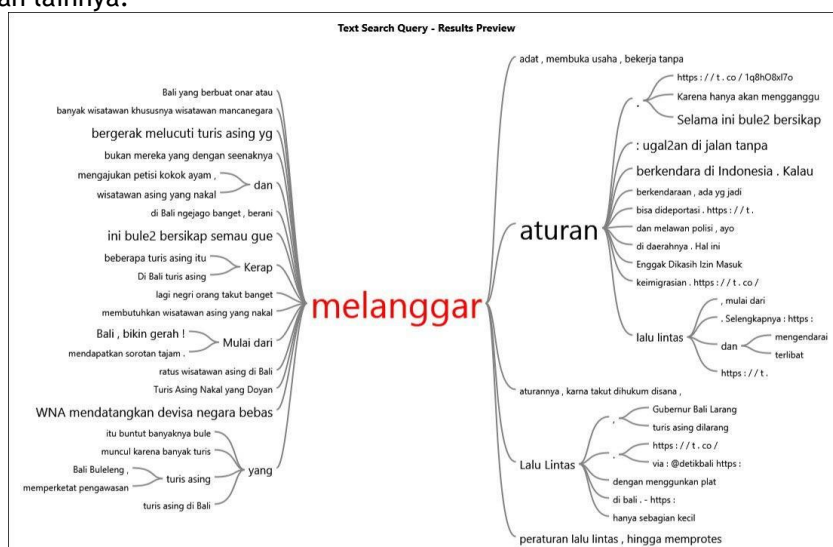 an lainnya.
Text Search Query - Results Preview
Bali yang berbuat onar atau
banyak wisatawan khususnya wisatawan mancanegara
bergerak melucuti turis asing yg
bukan mereka yang dengan seenaknya
mengajukan petisi kokok ayam ,
wisatawan asing yang nakal
dan
di Bali ngejago banget , berani
ini bule2 bersikap semau gue
beberapa turis asing itu
Di Bali turis asing
Kerap
lagi negri orang takut banget
membutuhkan wisatawan asing yang nakal
Bali , bikin gerah !
mendapatkan sorotan tajam .
Mulai dari
ratus wisatawan asing di Bali
Turis Asing Nakal yang Doyan
WNA mendatangkan devisa negara bebas
itu buntut banyaknya bule
muncul karena banyak turis
Bali Buleleng ,
memperketat pengawasan
turis asing
turis asing di Bali
yang
melanggar
adat , membuka usaha , bekerja tanpa
aturan
.
https : / / t . co / 1q8hO8xl7o
Karena hanya akan mengganggu
Selama ini bule2 bersikap
: ugal2an di jalan tanpa
berkendara di Indonesia . Kalau
berkendaraan , ada yg jadi
bisa dideportasi . https : / / t .
dan melawan polisi , ayo
di daerahnya . Hal ini
Enggak Dikasih Izin Masuk
keimigrasian . https : / / t . co /
lalu lintas
, mulai dari
. Selengkapnya : https :
dan
mengendarai
terlibat
https : / / t .
aturannya , karna takut dihukum disana ,
Lalu Lintas
,
Gubernur Bali Larang
turis asing dilarang
.
https : / / t . co /
via : @detikbali https :
dengan menggunkan plat
di bali . - https :
hanya sebagian kecil
peraturan lalu lintas , hingga memprotes